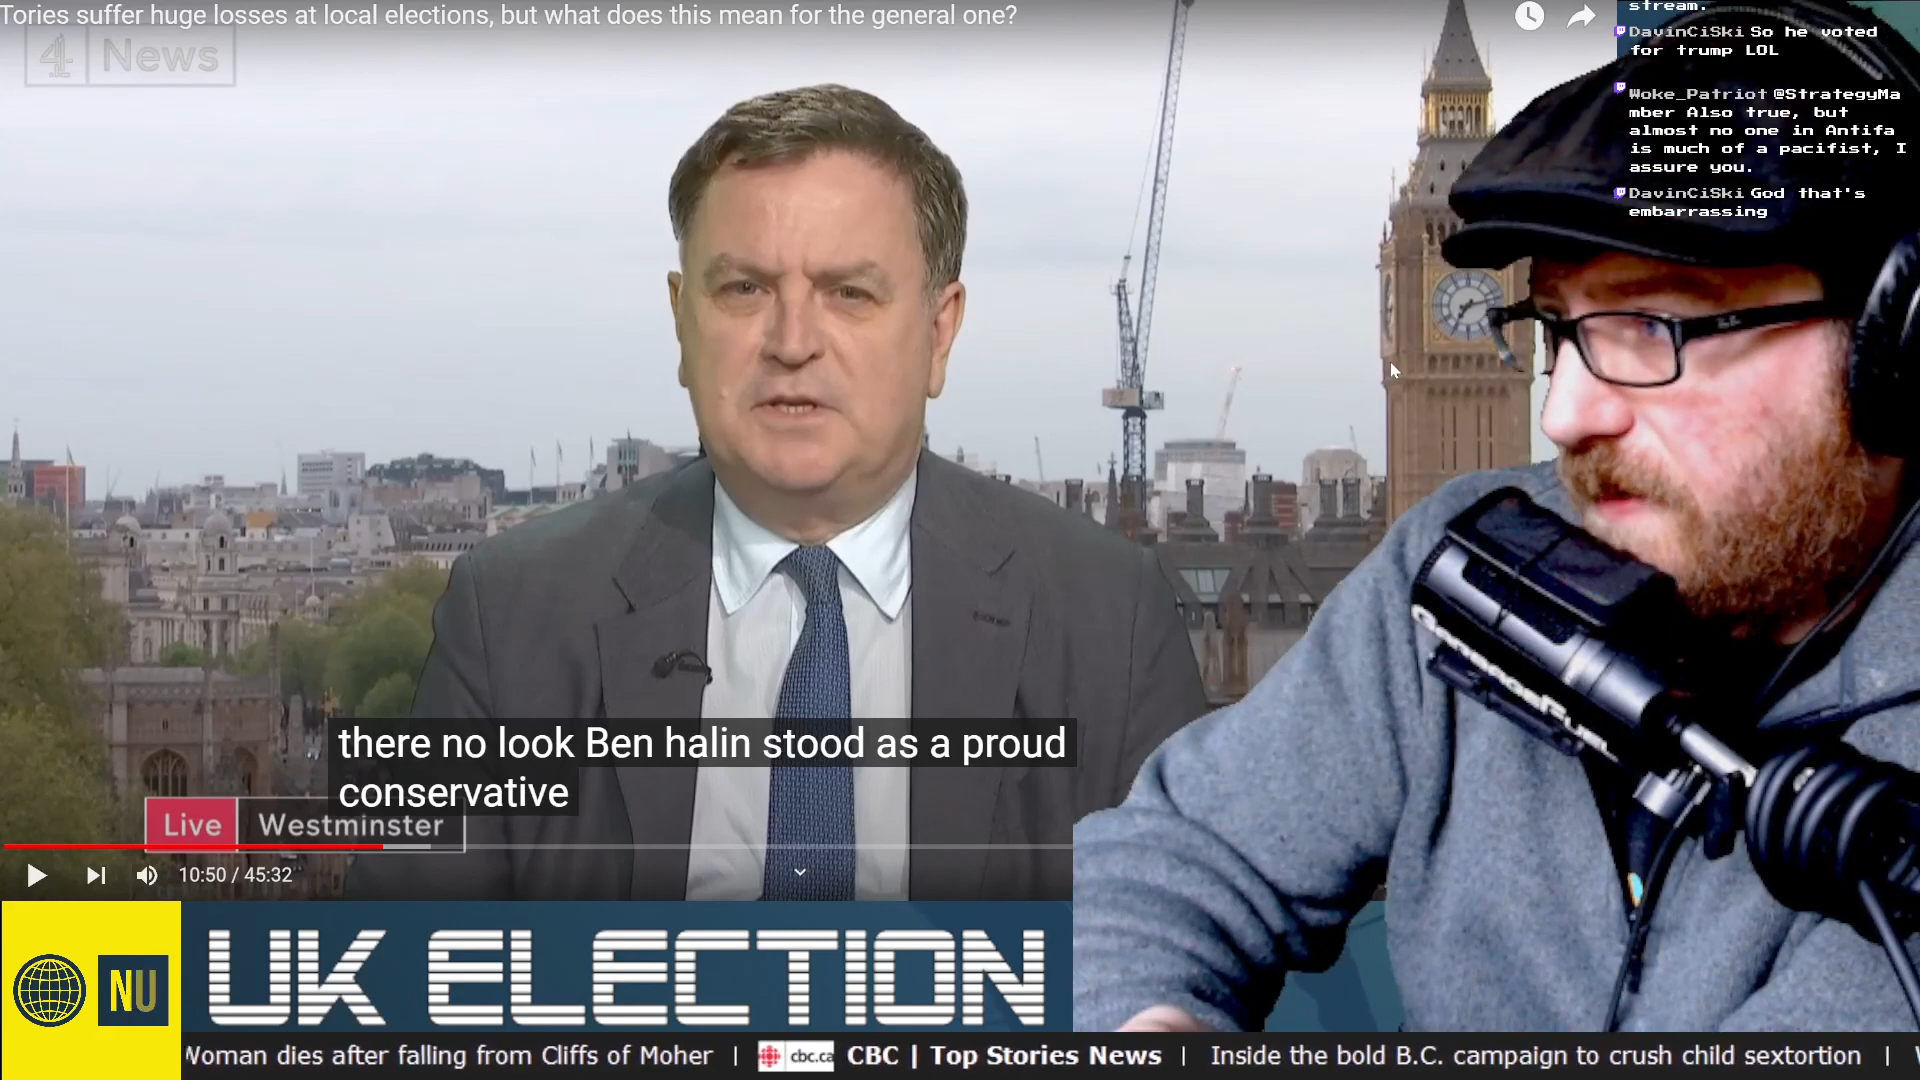 Tories suffer huge losses at local elections, but what does this mean for the general one?
4 News
stream.
DavinCiSki So he voted
for trump LOL
Woke_Patriot @StrategyMa
mber Also true, but
almost no one in Antifa
is much of a pacifist, I
assure you.
DavinCiSki God that's
embarrassing
GameFuel
there no look Ben halin stood as a proud
conservative
Live Westminster
10:50 / 45:32
NU
UK ELECTION
Woman dies after falling from Cliffs of Moher | cbc.ca CBC | Top Stories News | Inside the bold B.C. campaign to crush child sextortion |